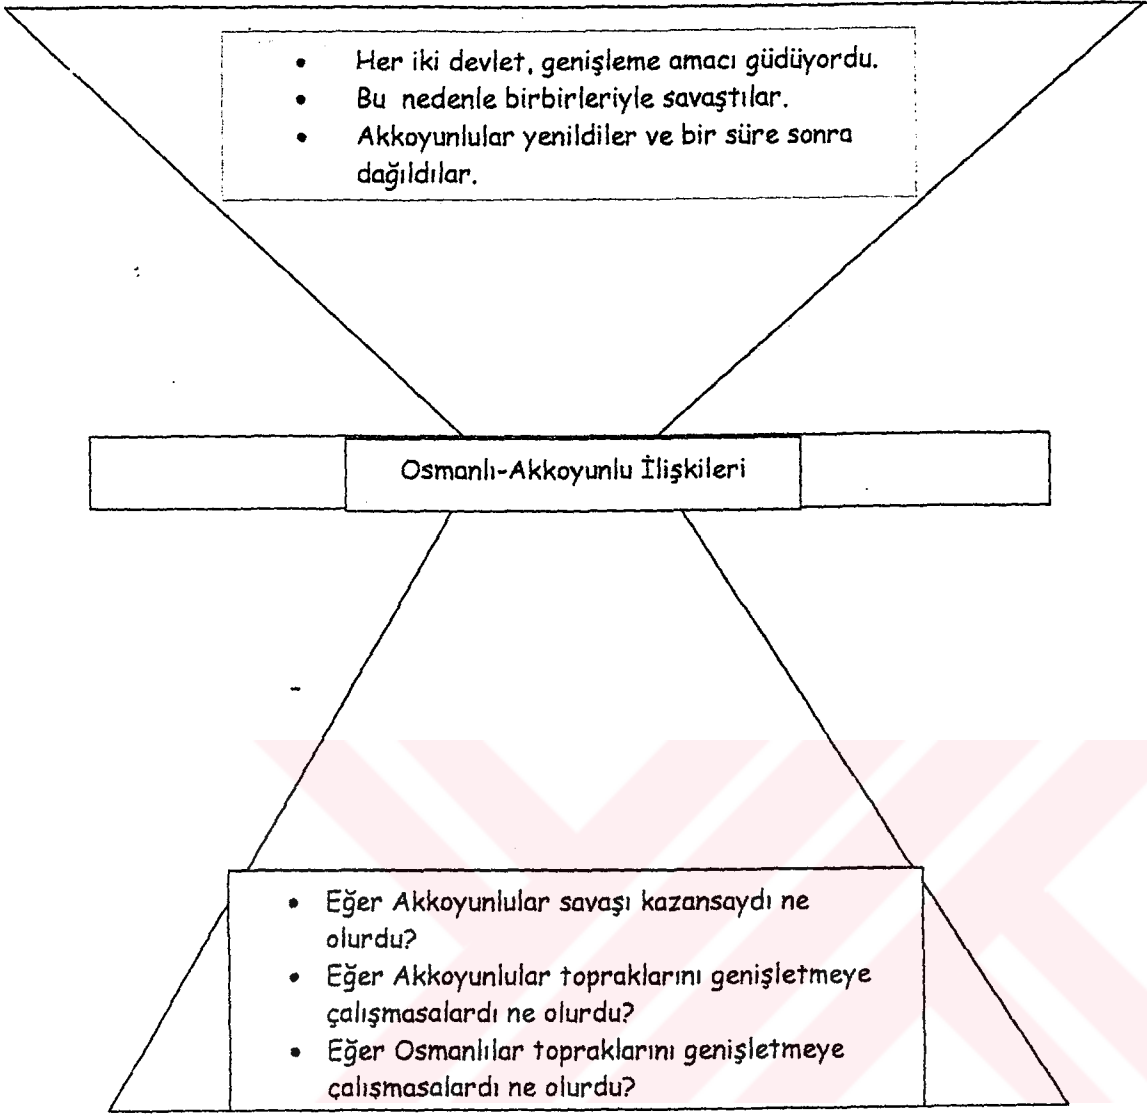 • Her iki devlet, genişleme amacı güdüyordu.
• Bu nedenle birbirleriyle savaştılar.
• Akkoyunlular yenildiler ve bir süre sonra
dağıldılar.
Osmanlı-Akkoyunlu İlişkileri
• Eğer Akkoyunlular savaşı kazansaydı ne
olurdu?
• Eğer Akkoyunlular topraklarını genişletmeye
çalışmasalardı ne olurdu?
• Eğer Osmanlılar topraklarını genişletmeye
çalışmasalardı ne olurdu?